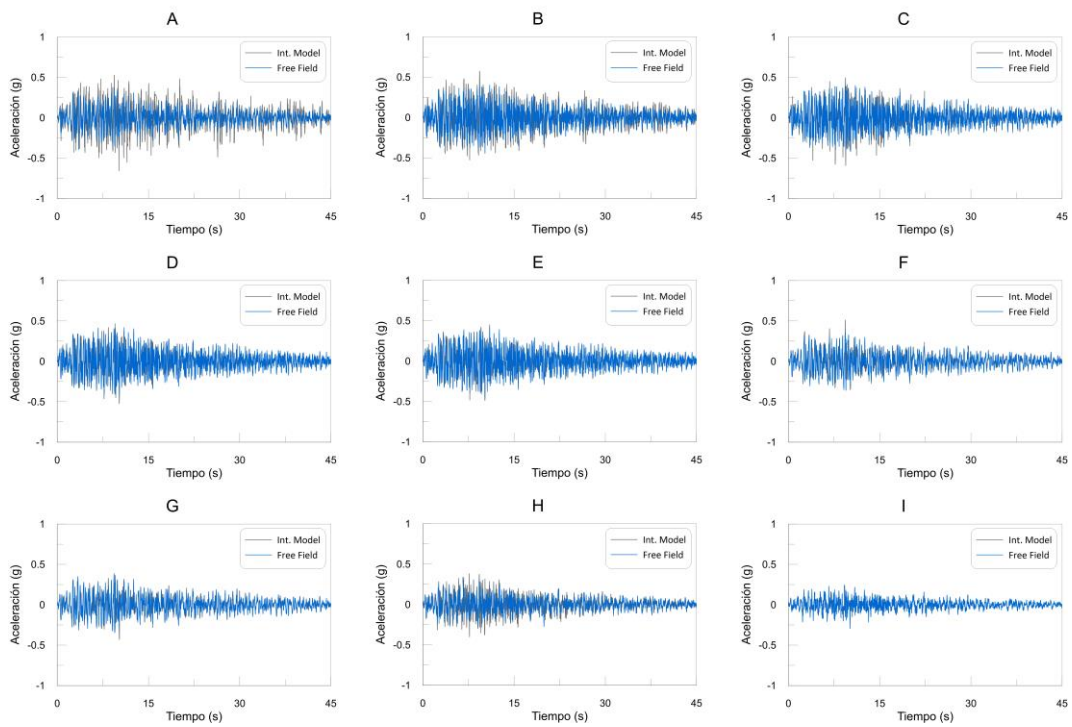 A
B
C
1
0.5
0
-0.5
-1
Aceleración (g)
Int. Model
Free Field
0
15
30
45
Tiempo (s)
1
0.5
0
-0.5
-1
Aceleración (g)
Int. Model
Free Field
0
15
30
45
Tiempo (s)
1
0.5
0
-0.5
-1
Aceleración (g)
Int. Model
Free Field
0
15
30
45
Tiempo (s)
D
E
F
1
0.5
0
-0.5
-1
Aceleración (g)
Int. Model
Free Field
0
15
30
45
Tiempo (s)
1
0.5
0
-0.5
-1
Aceleración (g)
Int. Model
Free Field
0
15
30
45
Tiempo (s)
1
0.5
0
-0.5
-1
Aceleración (g)
Int. Model
Free Field
0
15
30
45
Tiempo (s)
G
H
I
1
0.5
0
-0.5
-1
Aceleración (g)
Int. Model
Free Field
0
15
30
45
Tiempo (s)
1
0.5
0
-0.5
-1
Aceleración (g)
Int. Model
Free Field
0
15
30
45
Tiempo (s)
1
0.5
0
-0.5
-1
Aceleración (g)
Int. Model
Free Field
0
15
30
45
Tiempo (s)